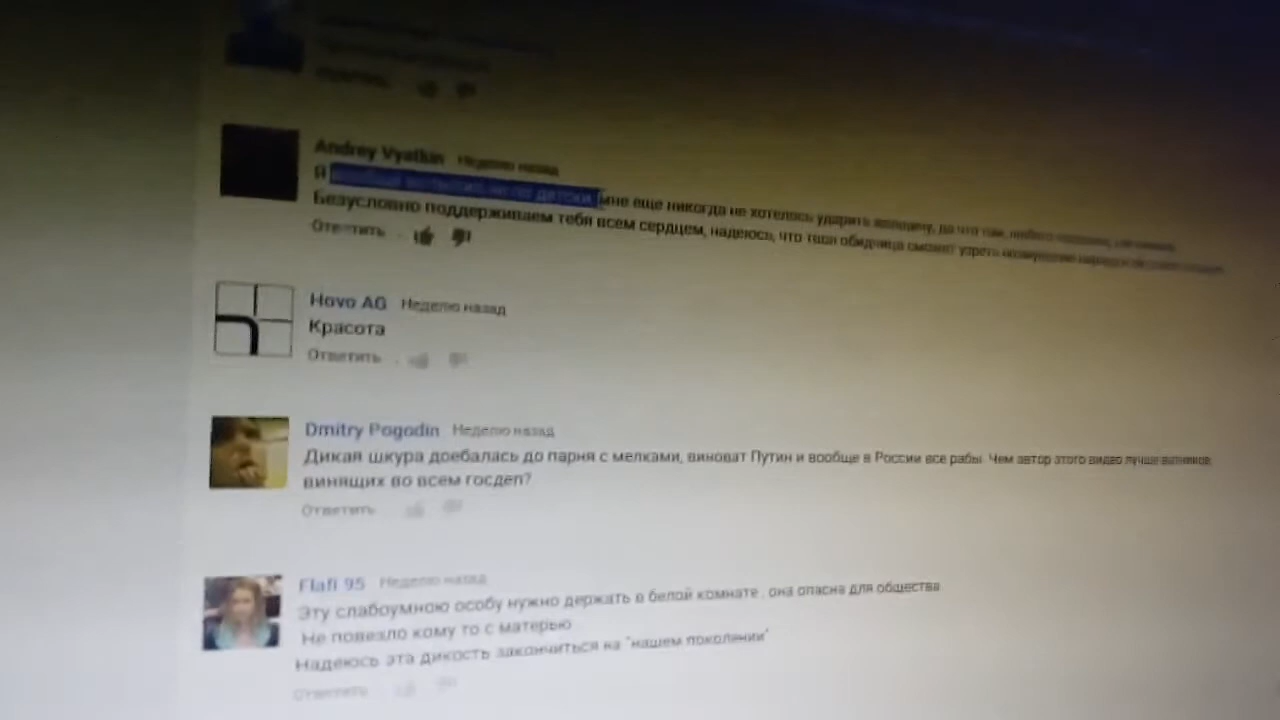 Andrey Vyatkin Неделю назад
Я мне еще никогда не хотелось ударить женщину, да что там,
Безусловно поддерживаем тебя всем сердцем, надеюсь, что твоя обидчица сможет узреть
Ответить
Hovo AG Неделю назад
Красота
Ответить
Dmitry Pogodin Неделю назад
Дикая шкура доебалась до парня с мелками, виноват Путин и вообще в России все рабы. Чем автор этого видео лучше ватников,
винящих во всем госдеп?
Ответить
Flafi 95 Неделю назад
Эту слабоумною особу нужно держать в белой комнате , она опасна для общества
Не повезло кому то с матерью
Надеюсь эта дикость закончиться на "нашем поколении"
Ответить